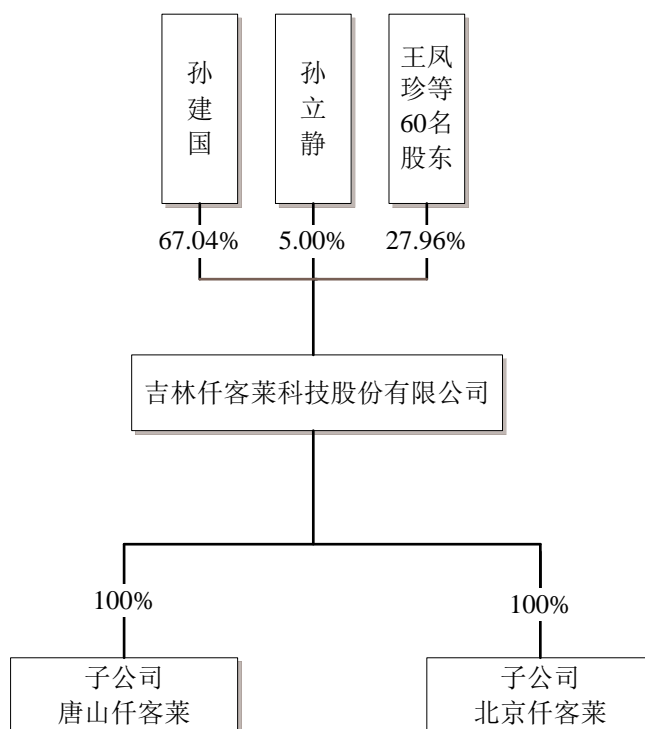 孙
建
国
孙
立
静
王凤
珍等
60名
股东
67.04%
5.00%
27.96%
吉林仟客莱科技股份有限公司
100%
100%
子公司
唐山仟客莱
子公司
北京仟客莱